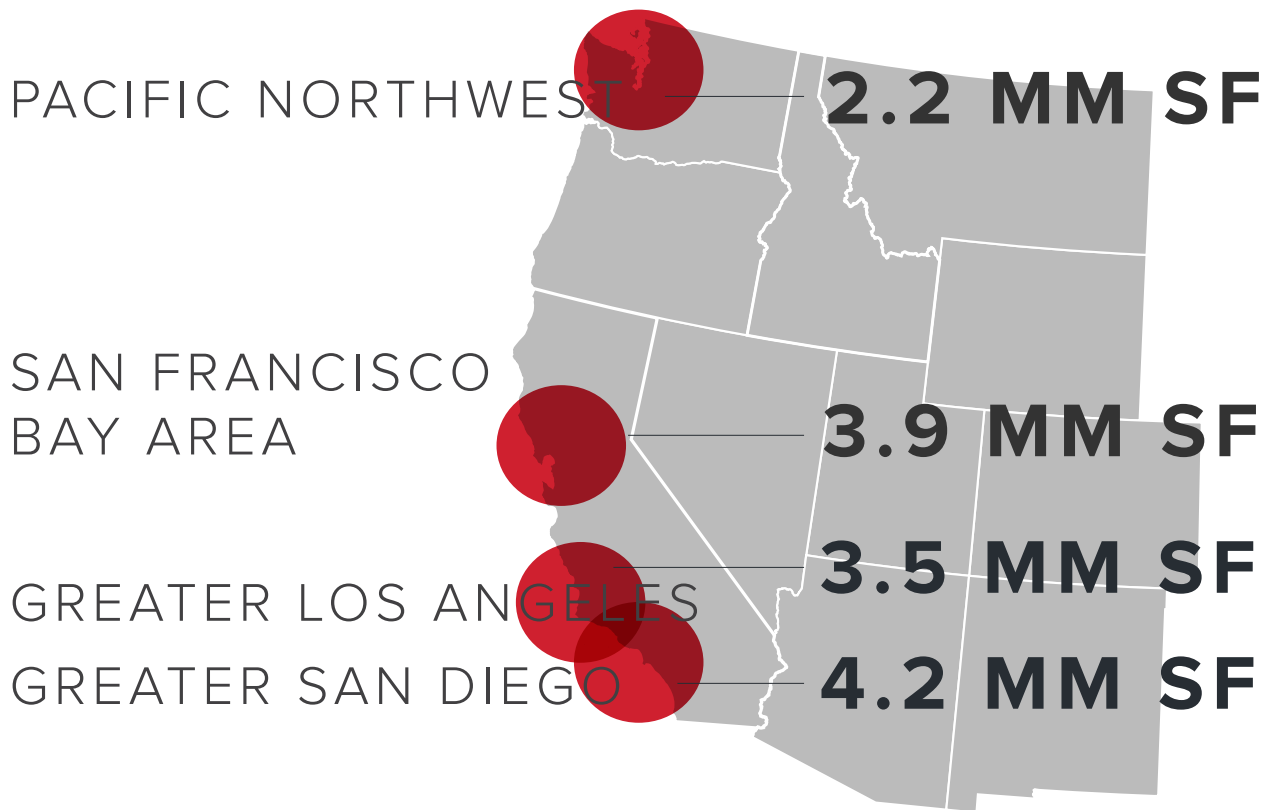 PACIFIC NORTHWEST 2.2 MM SF
SAN FRANCISCO
BAY AREA 3.9 MM SF
GREATER LOS ANGELES 3.5 MM SF
GREATER SAN DIEGO 4.2 MM SF